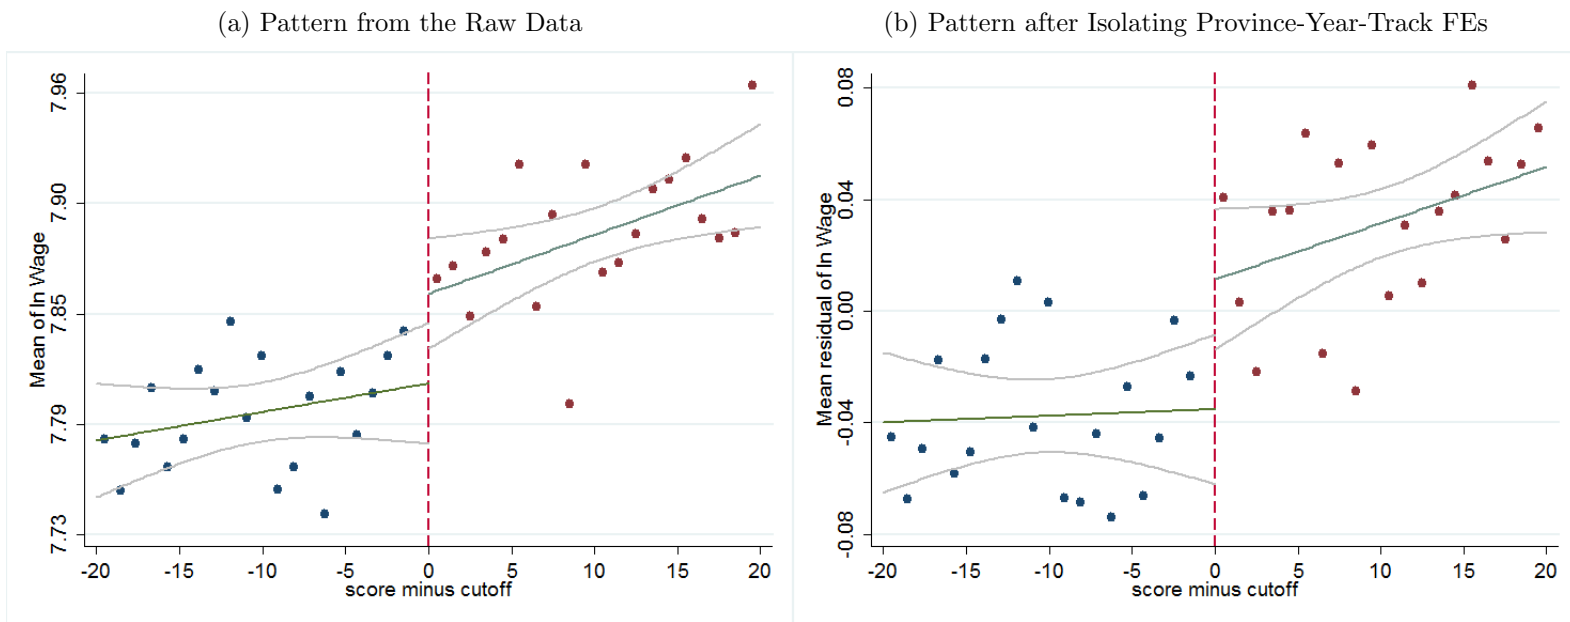 (a) Pattern from the Raw Data
Mean of ln Wage
7.96
7.90
7.85
7.79
7.73
-20 -15 -10 -5 0 5 10 15 20
score minus cutoff
(b) Pattern after Isolating Province-Year-Track FEs
Mean residual of ln Wage
0.08
0.04
0.00
-0.04
-0.08
-20 -15 -10 -5 0 5 10 15 20
score minus cutoff